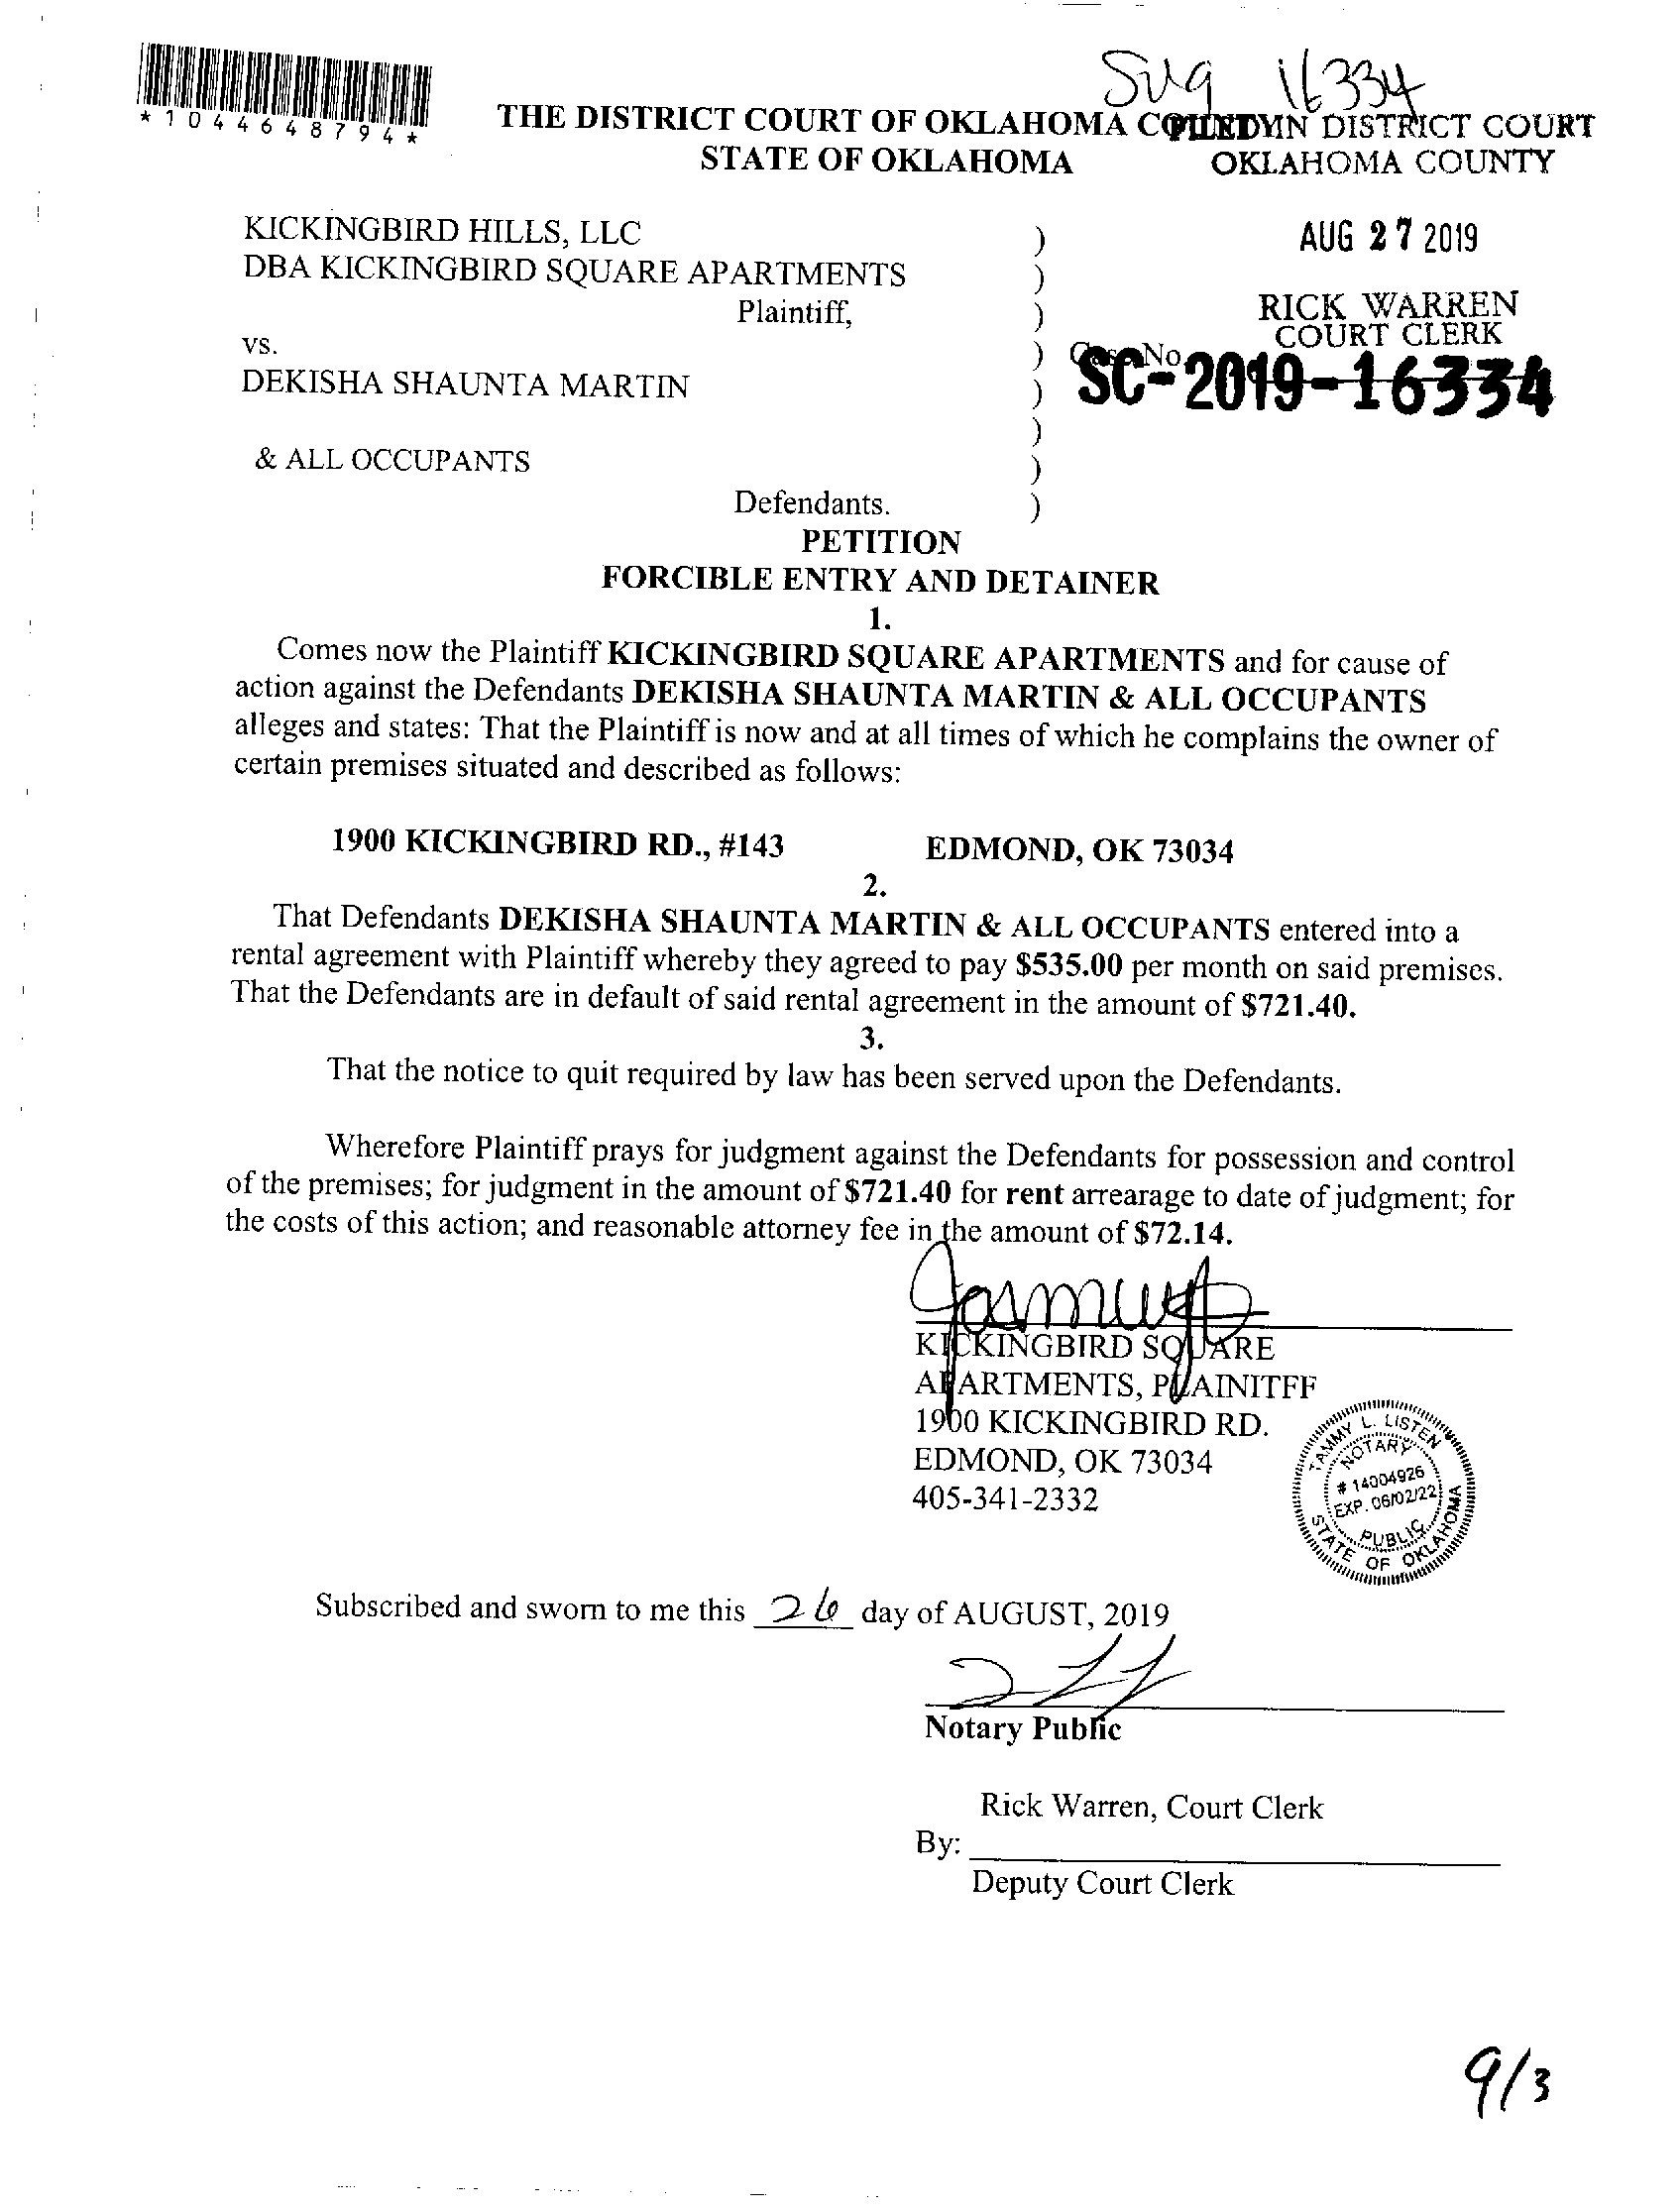 *1044648794*
16334
THE DISTRICT COURT OF OKLAHOMA COUNTY
FILED IN DISTRICT COURT
STATE OF OKLAHOMA
OKLAHOMA COUNTY
KICKINGBIRD HILLS, LLC
AUG 27 2019
DBA KICKINGBIRD SQUARE APARTMENTS
Plaintiff,
RICK WARREN
COURT CLERK
vs.
Case No.
SC-2019-16334
DEKISHA SHAUNTA MARTIN
& ALL OCCUPANTS
Defendants.
PETITION
FORCIBLE ENTRY AND DETAINER
1.
Comes now the Plaintiff KICKINGBIRD SQUARE APARTMENTS and for cause of
action against the Defendants DEKISHA SHAUNTA MARTIN & ALL OCCUPANTS
alleges and states: That the Plaintiff is now and at all times of which he complains the owner of
certain premises situated and described as follows:
1900 KICKINGBIRD RD., #143 EDMOND, OK 73034
2.
That Defendants DEKISHA SHAUNTA MARTIN & ALL OCCUPANTS entered into a
rental agreement with Plaintiff whereby they agreed to pay $535.00 per month on said premises.
That the Defendants are in default of said rental agreement in the amount of $721.40.
3.
That the notice to quit required by law has been served upon the Defendants.
Wherefore Plaintiff prays for judgment against the Defendants for possession and control
of the premises; for judgment in the amount of $721.40 for rent arrearage to date of judgment; for
the costs of this action; and reasonable attorney fee in the amount of $72.14.
KICKINGBIRD SQUARE
APARTMENTS, PLAINITFF
1900 KICKINGBIRD RD.
EDMOND, OK 73034
405-341-2332
TAMMY L. LISTEN
NOTARY
# 14004926
EXP. 06/02/22
PUBLIC
STATE OF OKLAHOMA
Subscribed and sworn to me this 26 day of AUGUST, 2019
Notary Public
Rick Warren, Court Clerk
By:
Deputy Court Clerk
9/3